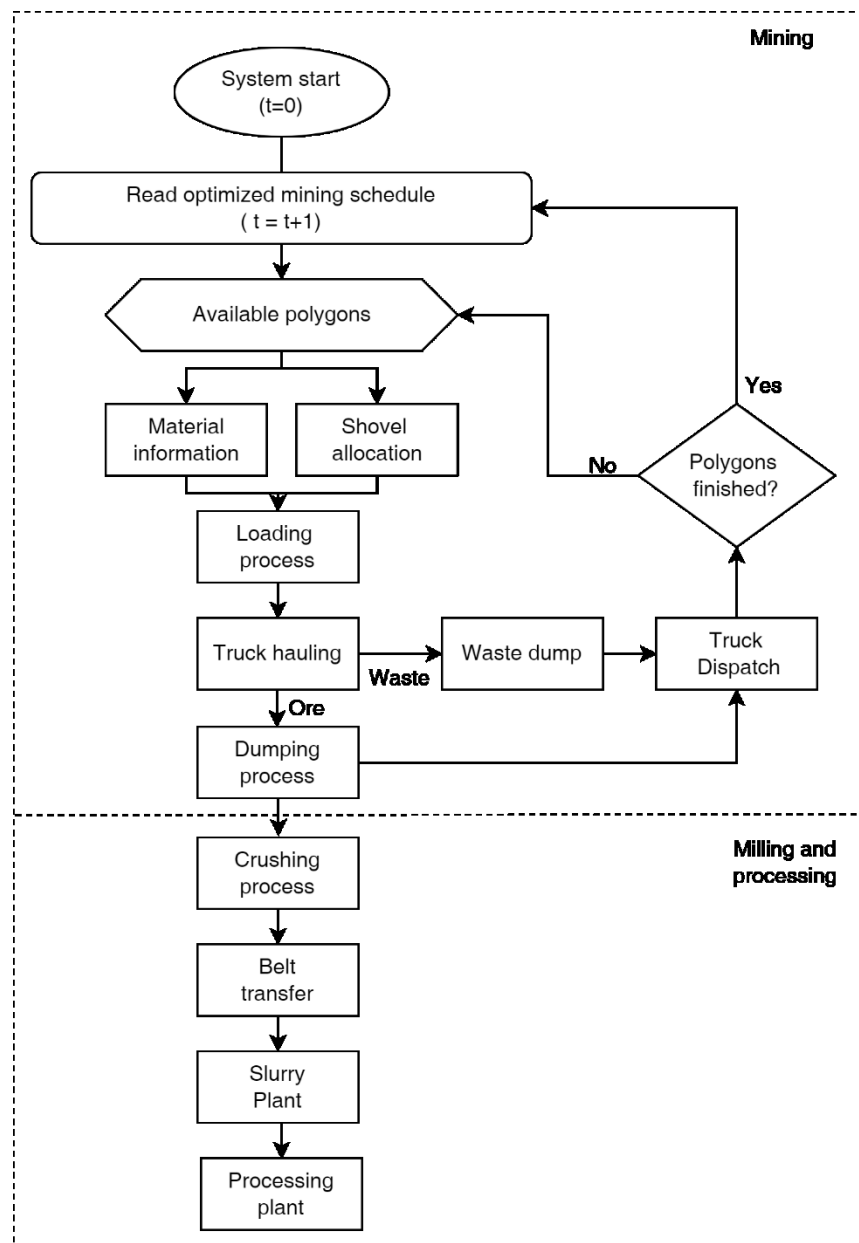 Mining
System start
(t=0)
Read optimized mining schedule
( t = t+1)
Available polygons
Yes
Material
information
Shovel
allocation
No
Polygons
finished?
Loading
process
Truck hauling
Waste
Waste dump
Truck
Dispatch
Ore
Dumping
process
Crushing
process
Milling and
processing
Belt
transfer
Slurry
Plant
Processing
plant